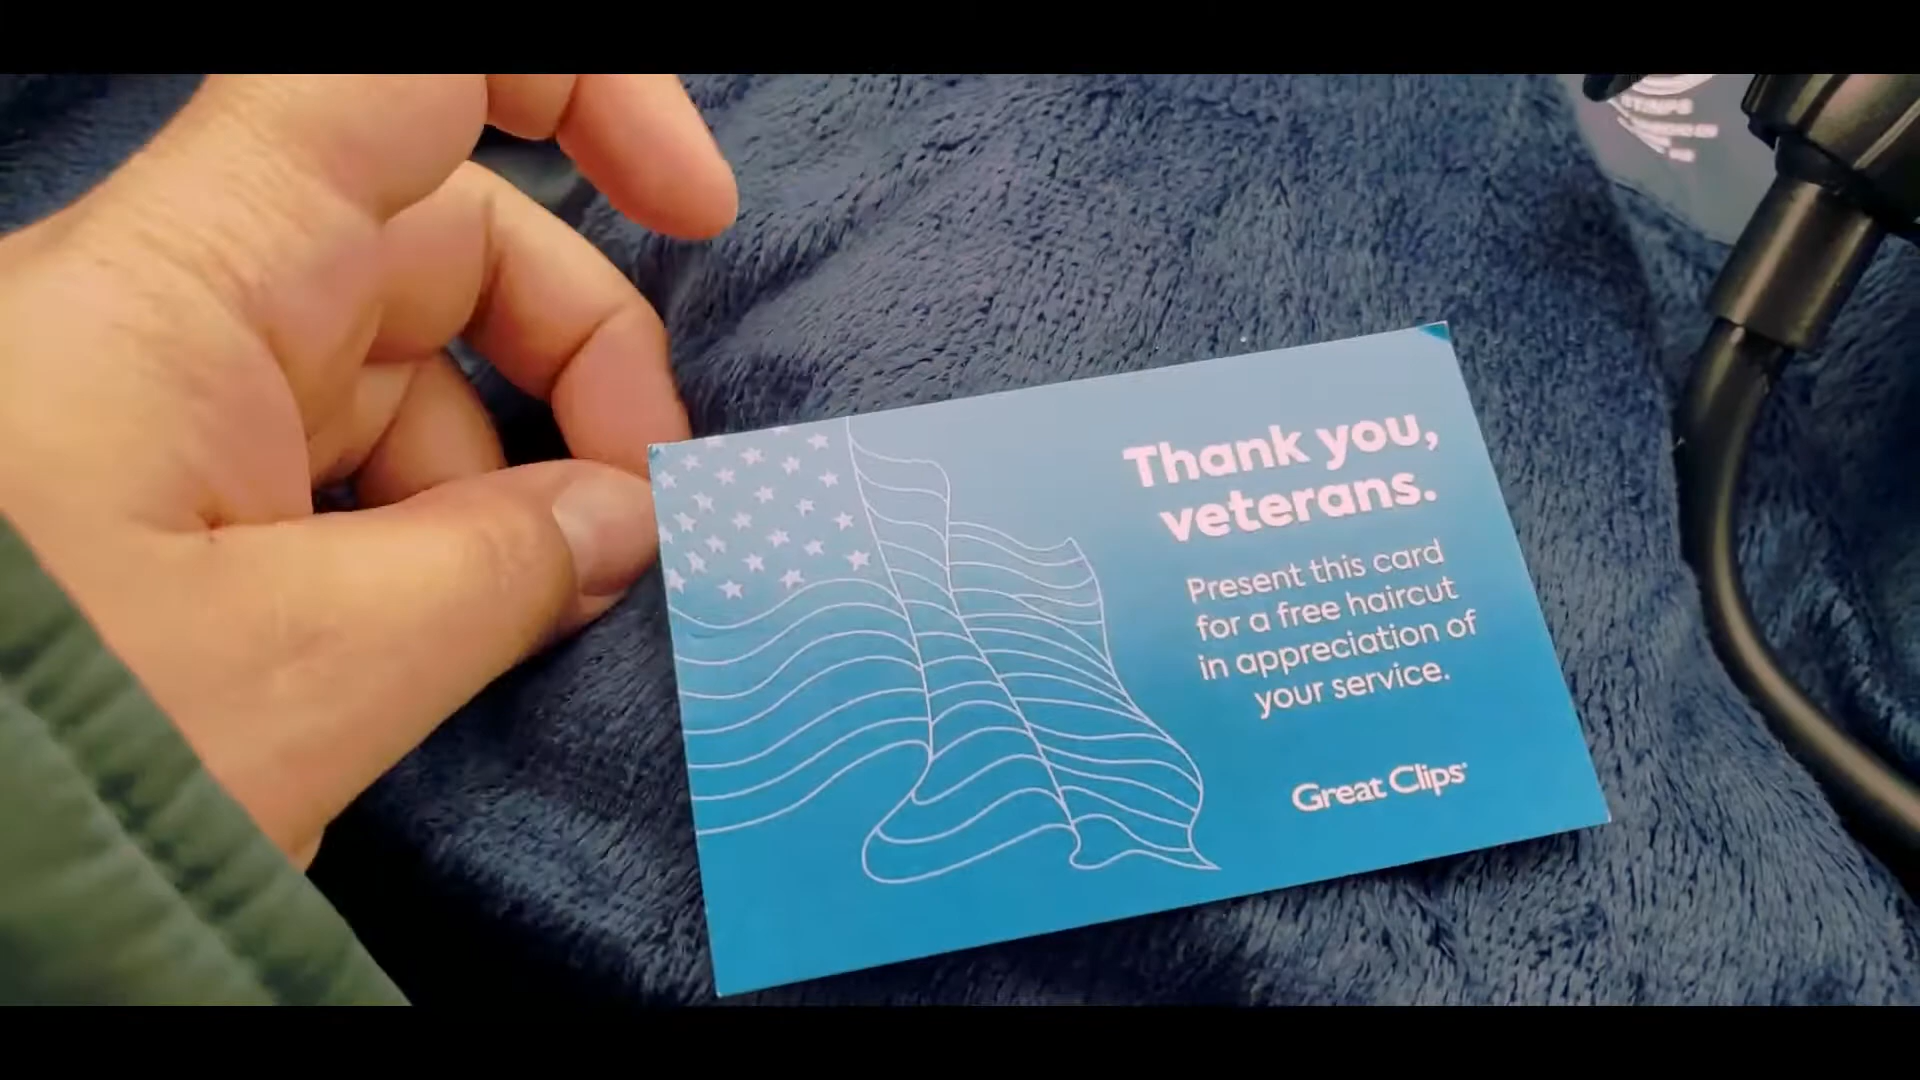 Thank you,
veterans.
Present this card
for a free haircut
in appreciation of
your service.
Great Clips®